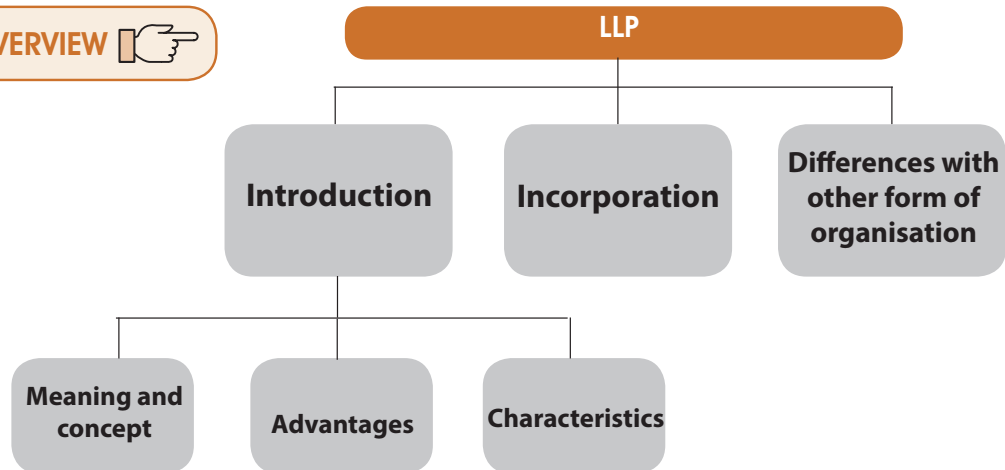 VERVIEW
LLP
Introduction
Incorporation
Differences with
other form of
organisation
Meaning and
concept
Advantages
Characteristics